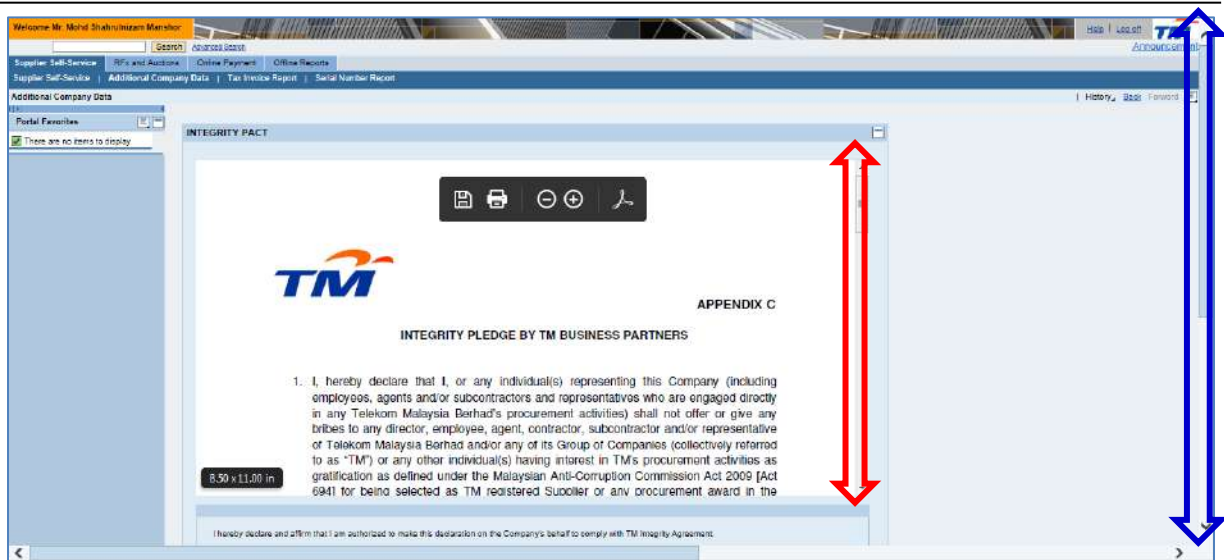 Welcome Mr. Mohd Shahrulnizam Manshor
Help | Log off
TM
Search Advanced Search
Announcement
Supplier Self-Service RFx and Auctions Online Payment Offline Reports
Supplier Self-Service | Additional Company Data | Tax Invoice Report | Serial Number Report
Additional Company Data
| History Back Forward
Portal Favorites
There are no items to display
INTEGRITY PACT
TM
APPENDIX C
INTEGRITY PLEDGE BY TM BUSINESS PARTNERS
1. I, hereby declare that I, or any individual(s) representing this Company (including
employees, agents and/or subcontractors and representatives who are engaged directly
in any Telekom Malaysia Berhad's procurement activities) shall not offer or give any
bribes to any director, employee, agent, contractor, subcontractor and/or representative
of Telekom Malaysia Berhad and/or any of its Group of Companies (collectively referred
to as "TM") or any other individual(s) having interest in TM's procurement activities as
gratification as defined under the Malaysian Anti-Corruption Commission Act 2009 [Act
694] for being selected as TM registered Supplier or any procurement award in the
8.50 x 11.00 in
I hereby declare and affirm that I am authorized to make this declaration on the Company's behalf to comply with TM Integrity Agreement.